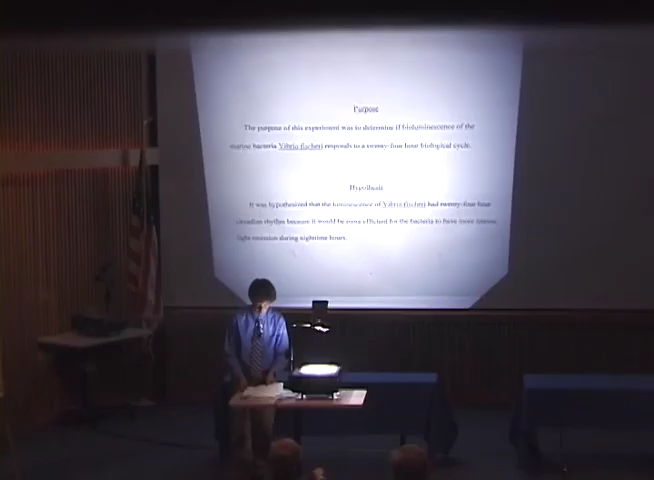 Purpose
The purpose of this experiment was to determine if bioluminescence of the
marine bacteria Vibrio fischeri responds to a twenty-four hour biological cycle.
Hypothesis
It was hypothesized that the luminescence of Vibrio fischeri had twenty-four hour
circadian rhythm because it would be more efficient for the bacteria to have more intense
light emission during nighttime hours.